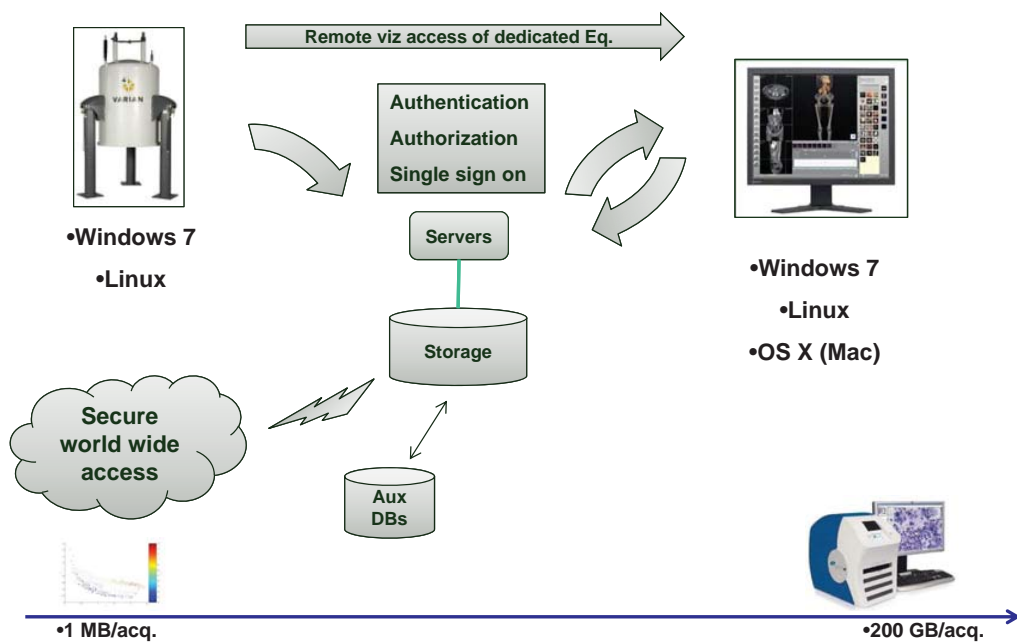 Remote viz access of dedicated Eq.
VARIAN
Authentication
Authorization
Single sign on
Servers
•Windows 7
•Linux
•Windows 7
•Linux
•OS X (Mac)
Storage
Secure
world wide
access
Aux
DBs
•1 MB/acq.
•200 GB/acq.